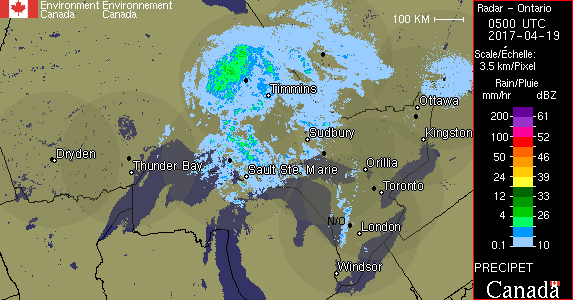 Environment Environnement
Canada Canada
100 KM
Radar - Ontario
0500 UTC
2017-04-19
Scale/Échelle:
3.5 km/Pixel
Rain/Pluie
mm/hr dBZ
200 61
100 52
50 46
24 39
12 33
4 26
0.1 10
PRECIPET
Canada
Timmins
Ottawa
Sudbury
Kingston
Dryden
Thunder Bay
Sault Ste. Marie
Orillia
Toronto
N/O
London
Windsor